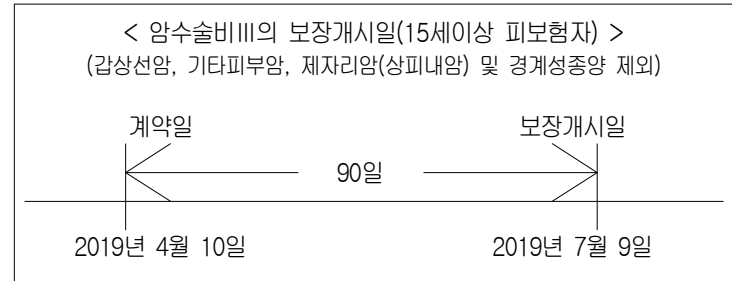 < 암수술비Ⅲ의 보장개시일(15세이상 피보험자) >
(갑상선암, 기타피부암, 제자리암(상피내암) 및 경계성종양 제외)
계약일 보장개시일
90일
2019년 4월 10일 2019년 7월 9일